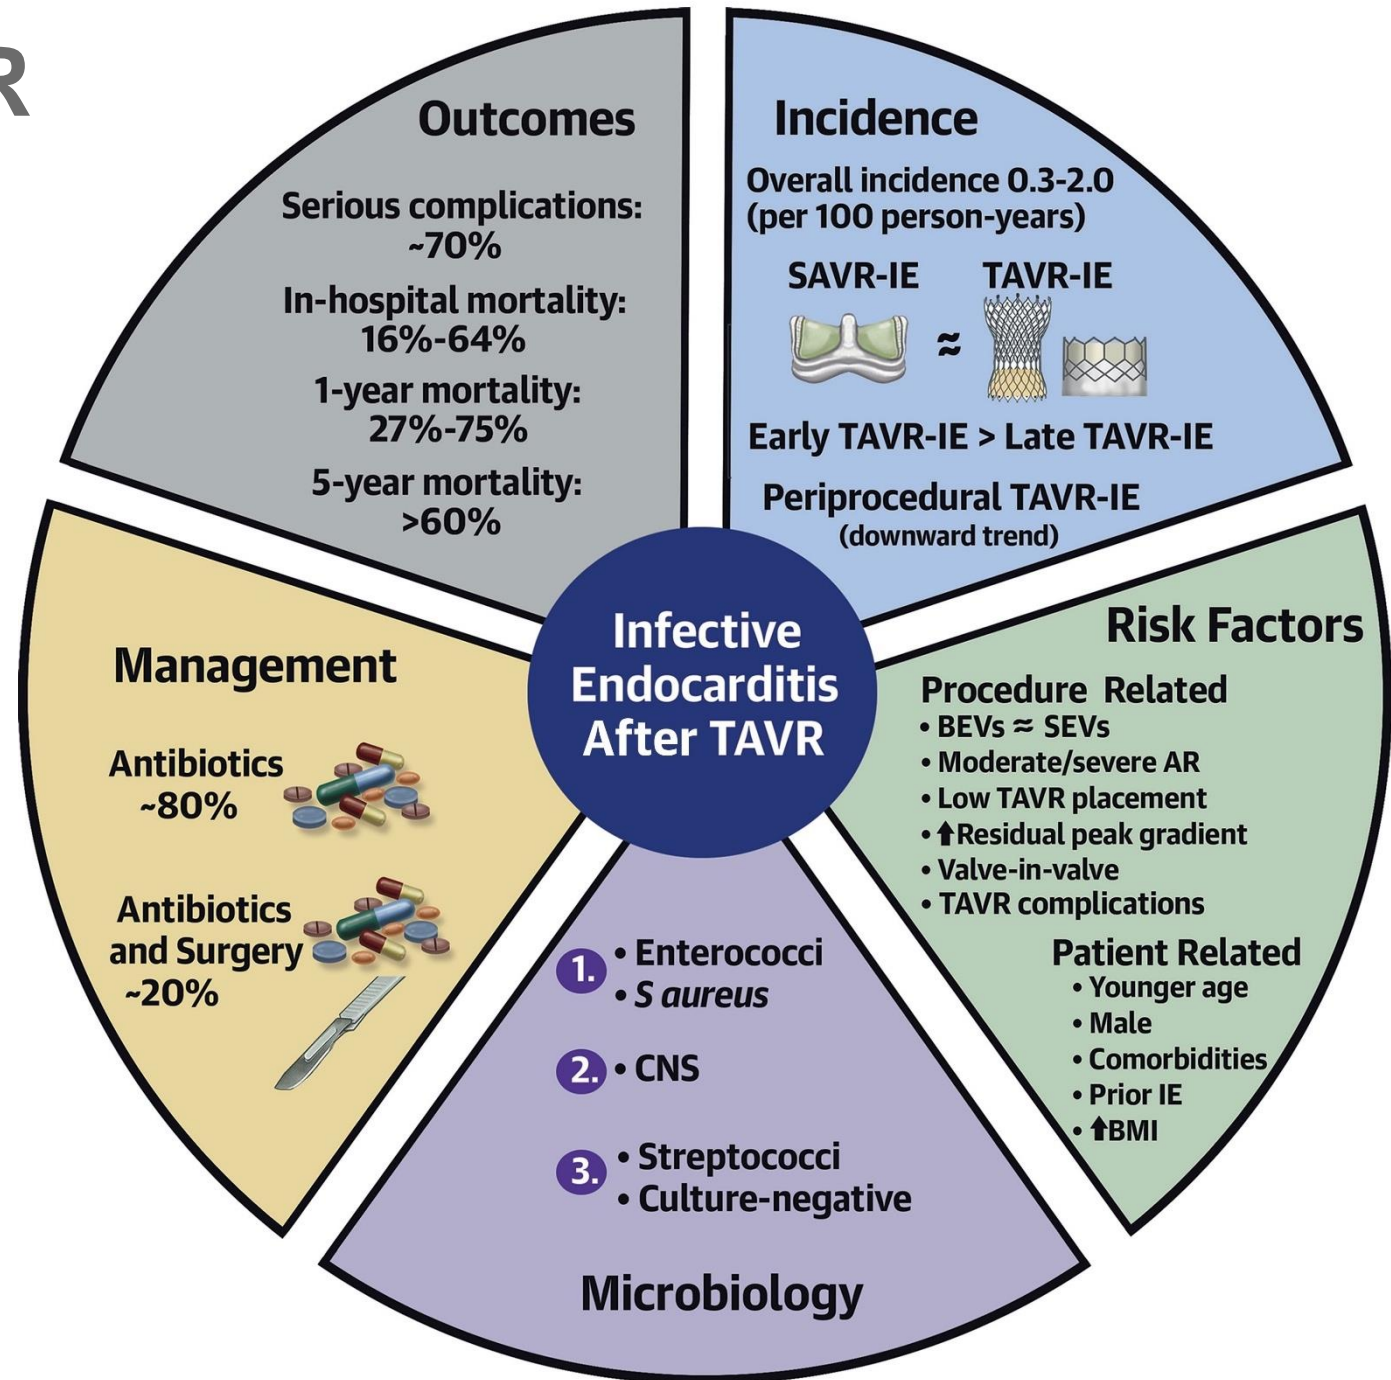 R
Outcomes
Serious complications:
~70%
In-hospital mortality:
16%-64%
1-year mortality:
27%-75%
5-year mortality:
>60%
Incidence
Overall incidence 0.3-2.0
(per 100 person-years)
SAVR-IE TAVR-IE
≈
Early TAVR-IE > Late TAVR-IE
Periprocedural TAVR-IE
(downward trend)
Infective
Endocarditis
After TAVR
Risk Factors
Procedure Related
• BEVs ≈ SEVs
• Moderate/severe AR
• Low TAVR placement
• ⬆Residual peak gradient
• Valve-in-valve
• TAVR complications
Patient Related
• Younger age
• Male
• Comorbidities
• Prior IE
• ⬆BMI
1. • Enterococci
• S aureus
2. • CNS
3. • Streptococci
• Culture-negative
Microbiology
Management
Antibiotics
~80%
Antibiotics
and Surgery
~20%